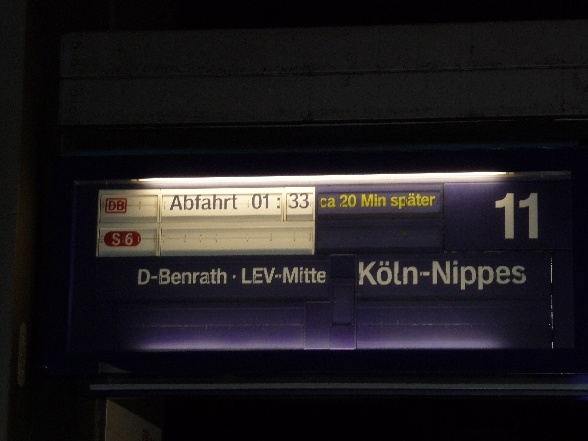 DB Abfahrt 01:33 ca 20 Min später 11
S 6
D-Benrath · LEV-Mitte Köln-Nippes